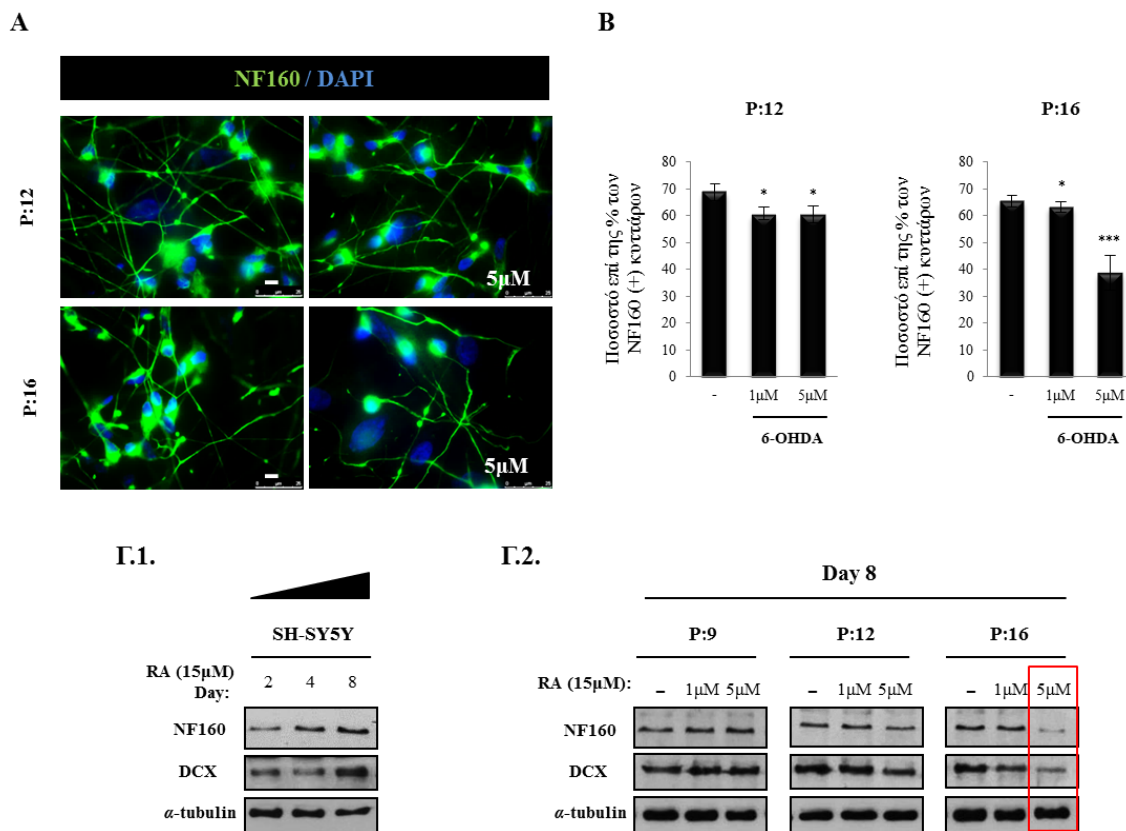 A
NF160 / DAPI
P:12
5μM
P:16
5μM
B
P:12
Ποσοστό επί της % των
NF160 (+) κυττάρων
80
70
60
50
40
30
20
10
0
*
*
- 1μM 5μM
6-OHDA
P:16
Ποσοστό επί της % των
NF160 (+) κυττάρων
80
70
60
50
40
30
20
10
0
*
***
- 1μM 5μM
6-OHDA
Γ.1.
SH-SY5Y
RA (15μM)
Day: 2 4 8
NF160
DCX
α-tubulin
Γ.2.
Day 8
P:9 P:12 P:16
RA (15μM): – 1μM 5μM – 1μM 5μM – 1μM 5μM
NF160
DCX
α-tubulin